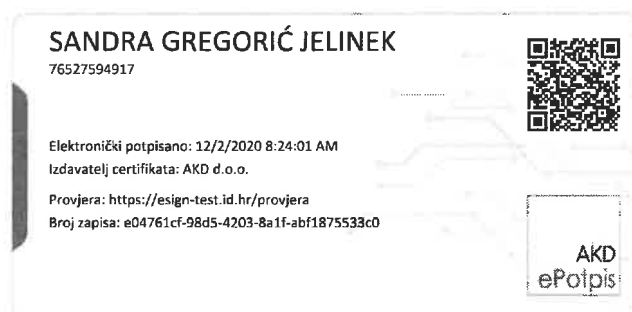 SANDRA GREGORIĆ JELINEK
76527594917
Elektronički potpisano: 12/2/2020 8:24:01 AM
Izdavatelj certifikata: AKD d.o.o.
Provjera: https://esign-test.id.hr/provjera
Broj zapisa: e04761cf-98d5-4203-8a1f-abf1875533c0
AKD
ePotpis